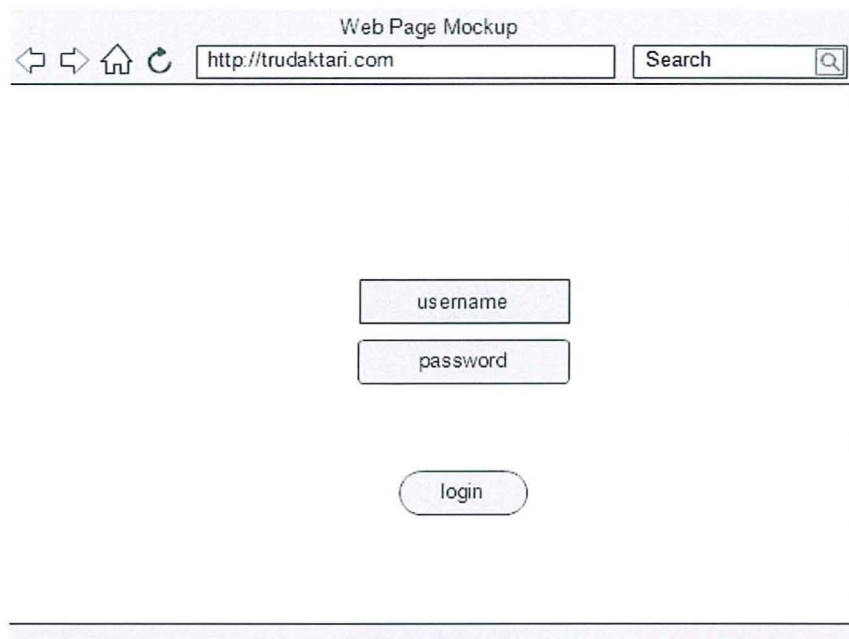 Web Page Mockup
http://trudaktari.com Search
username
password
login